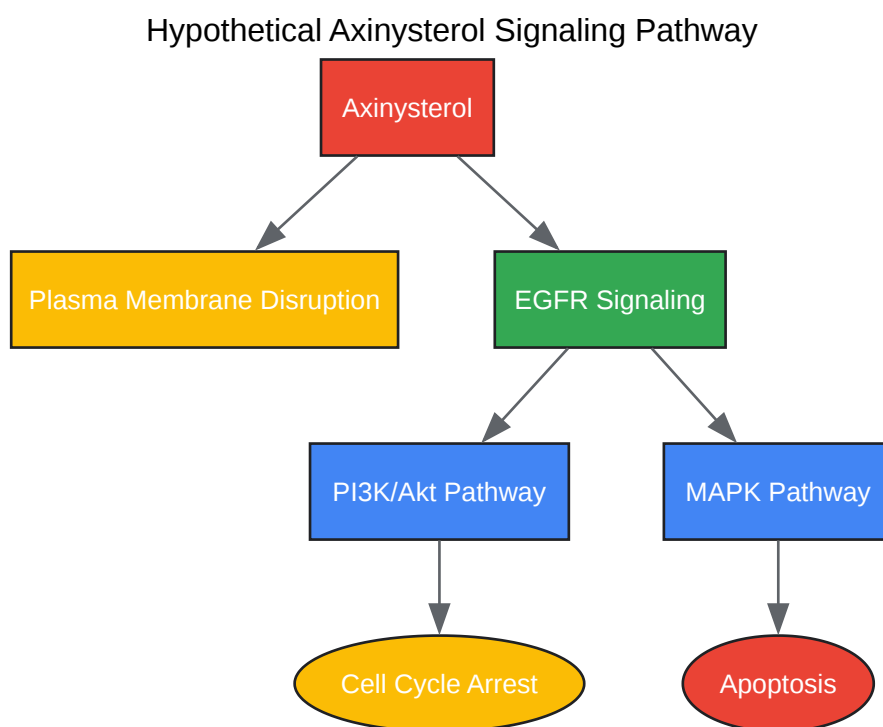 Hypothetical Axinysterol Signaling Pathway
Axinysterol
Plasma Membrane Disruption
EGFR Signaling
PI3K/Akt Pathway
MAPK Pathway
Cell Cycle Arrest
Apoptosis